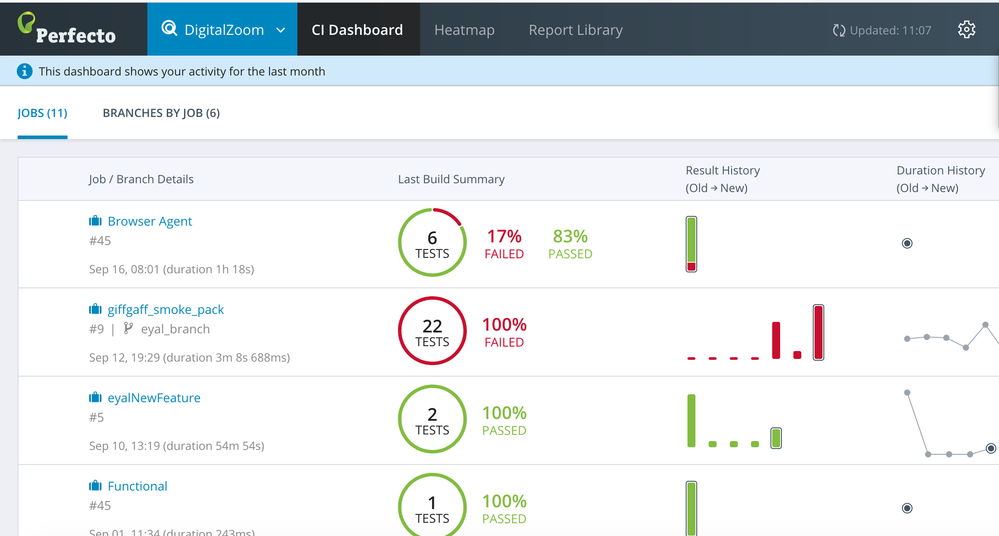 Perfecto DigitalZoom CI Dashboard Heatmap Report Library Updated: 11:07
This dashboard shows your activity for the last month
JOBS (11) BRANCHES BY JOB (6)
Job / Branch Details Last Build Summary Result History (Old → New) Duration History (Old → New)
Browser Agent
#45
Sep 16, 08:01 (duration 1h 18s)
6
TESTS
17%
FAILED
83%
PASSED
giffgaff_smoke_pack
#9 | eyal_branch
Sep 12, 19:29 (duration 3m 8s 688ms)
22
TESTS
100%
FAILED
eyalNewFeature
#5
Sep 10, 13:19 (duration 54m 54s)
2
TESTS
100%
PASSED
Functional
#45
Sep 01, 11:34 (duration 243ms)
1
TESTS
100%
PASSED